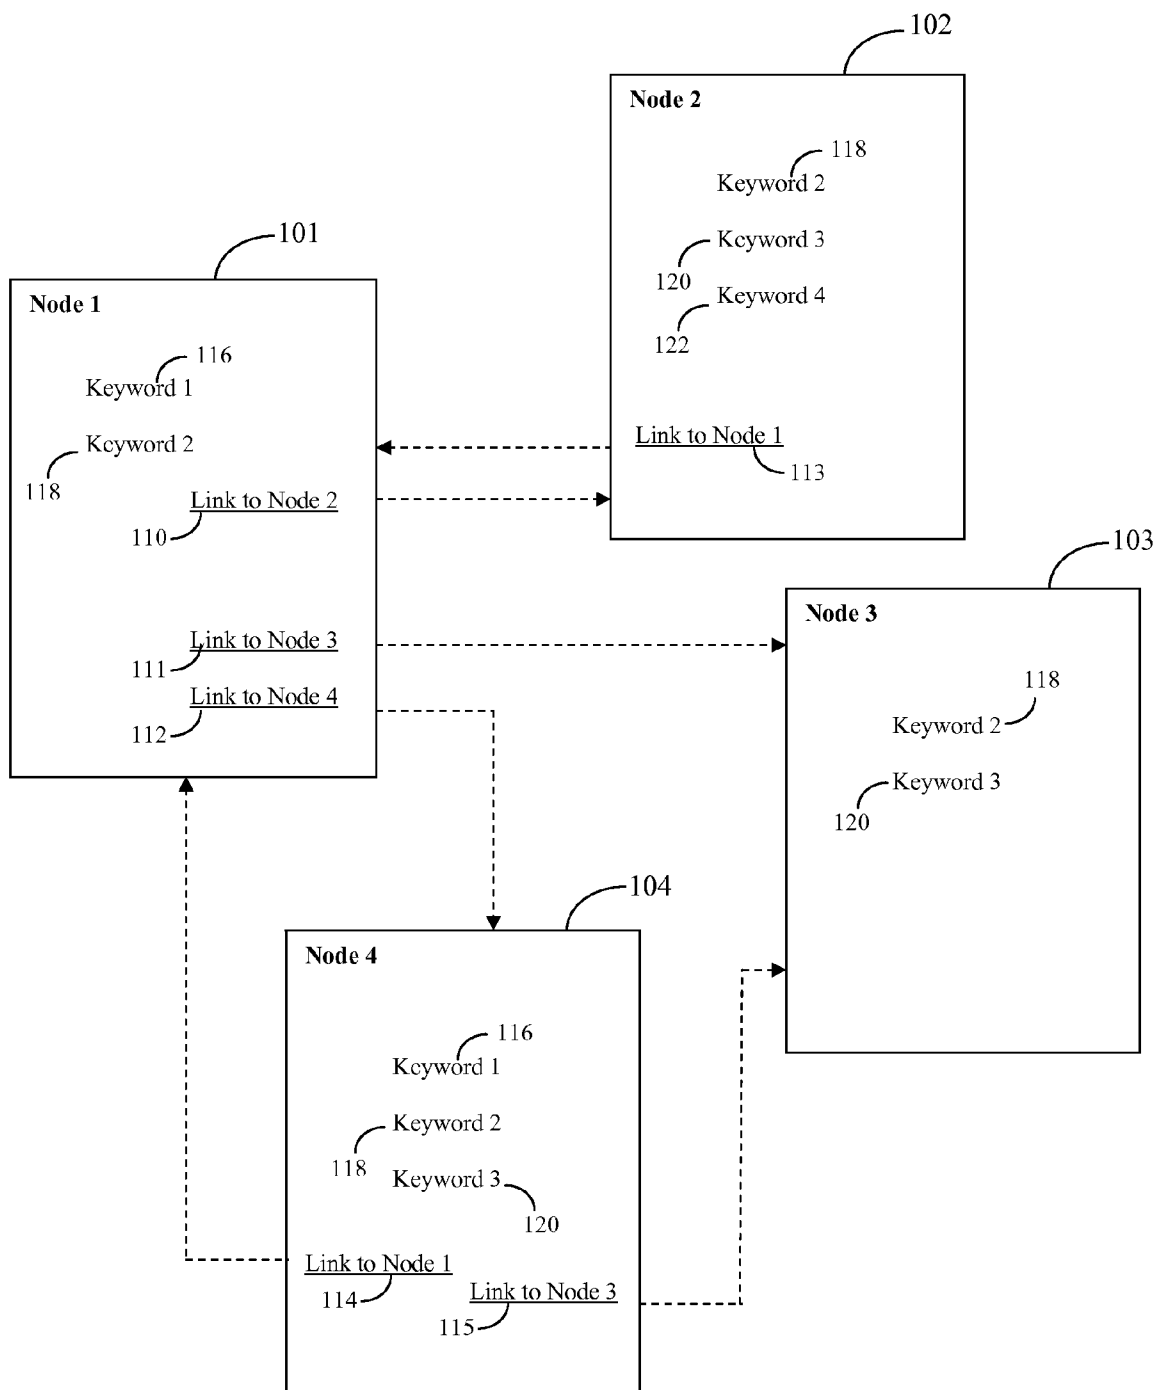 102
Node 2
118
Keyword 2
Keyword 3
120
Keyword 4
122
Link to Node 1
113
101
Node 1
116
Keyword 1
Keyword 2
118
Link to Node 2
110
Link to Node 3
111
Link to Node 4
112
103
Node 3
118
Keyword 2
Keyword 3
120
104
Node 4
116
Keyword 1
Keyword 2
118
Keyword 3
120
Link to Node 1
114
Link to Node 3
115